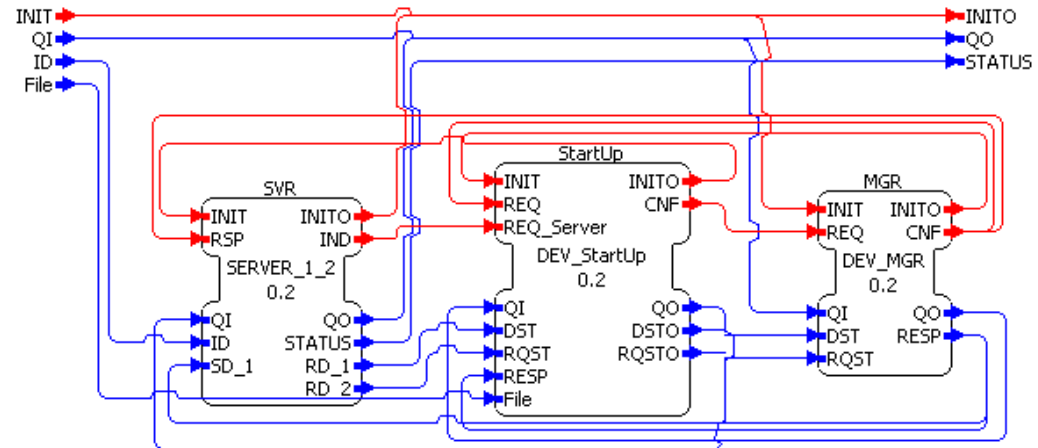 INIT
QI
ID
File
INITO
QO
STATUS
SVR
INIT
RSP
INITO
IND
SERVER_1_2
0.2
QI
ID
SD_1
QO
STATUS
RD_1
RD_2
StartUp
INIT
REQ
REQ_Server
INITO
CNF
DEV_StartUp
0.2
QI
DST
RQST
RESP
File
QO
DSTO
RQSTO
MGR
INIT
REQ
INITO
CNF
DEV_MGR
0.2
QI
DST
RQST
QO
RESP